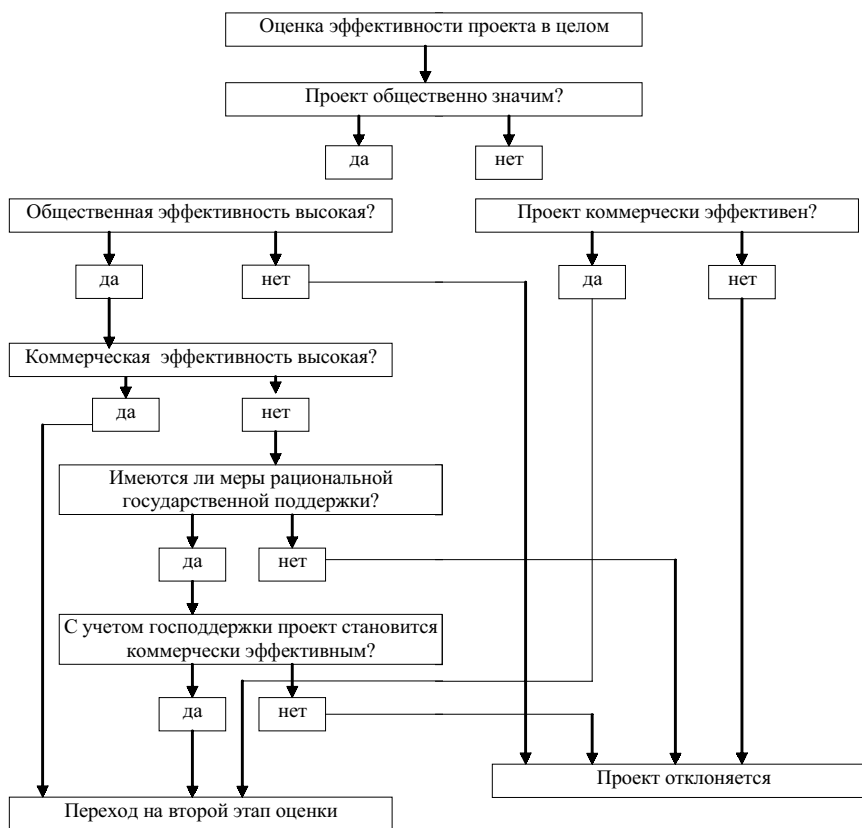 Оценка эффективности проекта в целом
Проект общественно значим?
да
нет
Общественная эффективность высокая?
Проект коммерчески эффективен?
да
нет
да
нет
Коммерческая эффективность высокая?
да
нет
Имеются ли меры рациональной
государственной поддержки?
да
нет
С учетом господдержки проект становится
коммерчески эффективным?
да
нет
Проект отклоняется
Переход на второй этап оценки